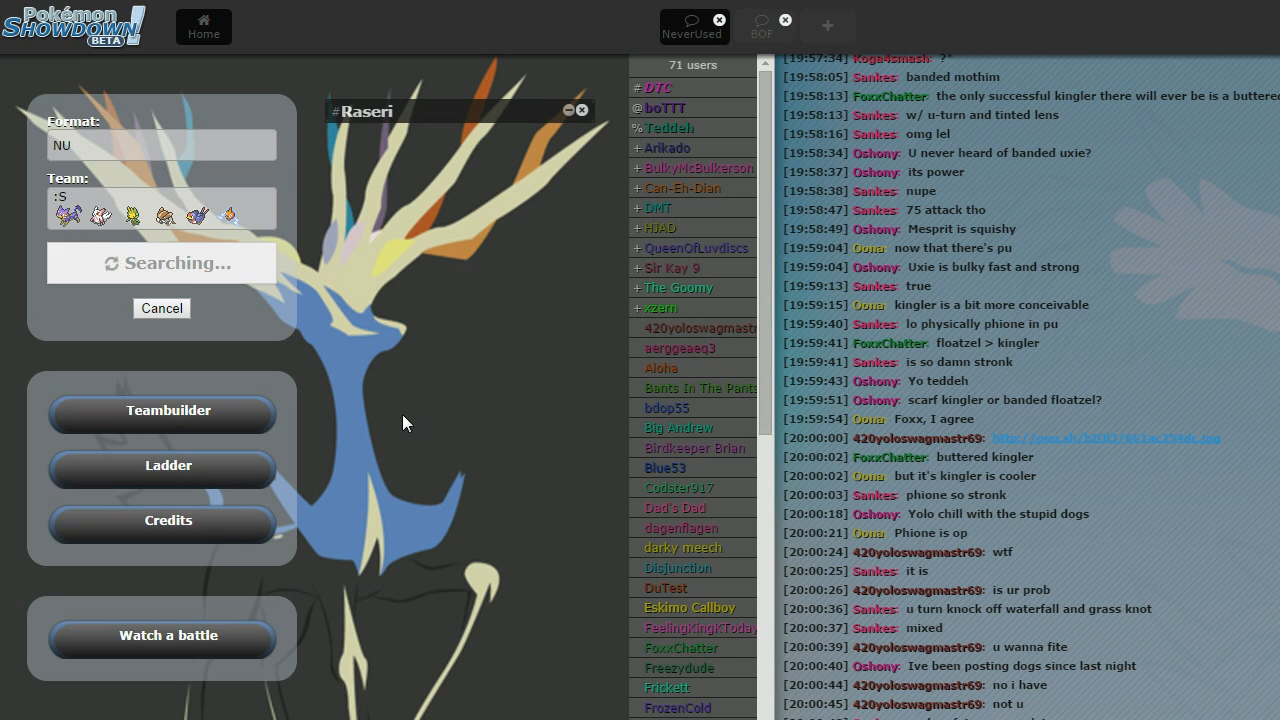 Pokémon
SHOWDOWN!
BETA
Home
NeverUsed
BOF
+
Format:
NU
Team:
:S
Searching...
Cancel
Teambuilder
Ladder
Credits
Watch a battle
#Raseri
71 users
# DTC
@ boTTT
% Teddeh
+ Arikado
+ BulkyMcBulkerson
+ Can-Eh-Dian
+ DMT
+ HJAD
+ QueenOfLuvdiscs
+ Sir Kay 9
+ The Goomy
+ xzern
420yoloswagmastr
aerggeaeq3
Aloha
Bants In The Pants
bdop55
Big Andrew
Birdkeeper Brian
Blue53
Codster917
Dad's Dad
dagenflagen
darky meech
Disjunction
DuTest
Eskimo Callboy
FeelingKingKToday
FoxxChatter
Freezydude
Frickett
FrozenCold
[19:57:34] Koga4smash: ?*
[19:58:05] Sankes: banded mothim
[19:58:13] FoxxChatter: the only successful kingler there will ever be is a buttered
[19:58:13] Sankes: w/ u-turn and tinted lens
[19:58:16] Sankes: omg lel
[19:58:34] Oshony: U never heard of banded uxie?
[19:58:37] Oshony: its power
[19:58:38] Sankes: nupe
[19:58:47] Sankes: 75 attack tho
[19:58:49] Oshony: Mesprit is squishy
[19:59:04] Oona: now that there's pu
[19:59:04] Oshony: Uxie is bulky fast and strong
[19:59:13] Sankes: true
[19:59:15] Oona: kingler is a bit more conceivable
[19:59:40] Sankes: lo physically phione in pu
[19:59:41] FoxxChatter: floatzel > kingler
[19:59:41] Sankes: is so damn stronk
[19:59:43] Oshony: Yo teddeh
[19:59:51] Oshony: scarf kingler or banded floatzel?
[19:59:54] Oona: Foxx, I agree
[20:00:00] 420yoloswagmastr69:
[20:00:02] FoxxChatter: buttered kingler
[20:00:02] Oona: but it's kingler is cooler
[20:00:03] Sankes: phione so stronk
[20:00:18] Oshony: Yolo chill with the stupid dogs
[20:00:21] Oona: Phione is op
[20:00:24] 420yoloswagmastr69: wtf
[20:00:25] Sankes: it is
[20:00:26] 420yoloswagmastr69: is ur prob
[20:00:36] Sankes: u turn knock off waterfall and grass knot
[20:00:37] Sankes: mixed
[20:00:39] 420yoloswagmastr69: u wanna fite
[20:00:40] Oshony: Ive been posting dogs since last night
[20:00:44] 420yoloswagmastr69: no i have
[20:00:45] 420yoloswagmastr69: not u